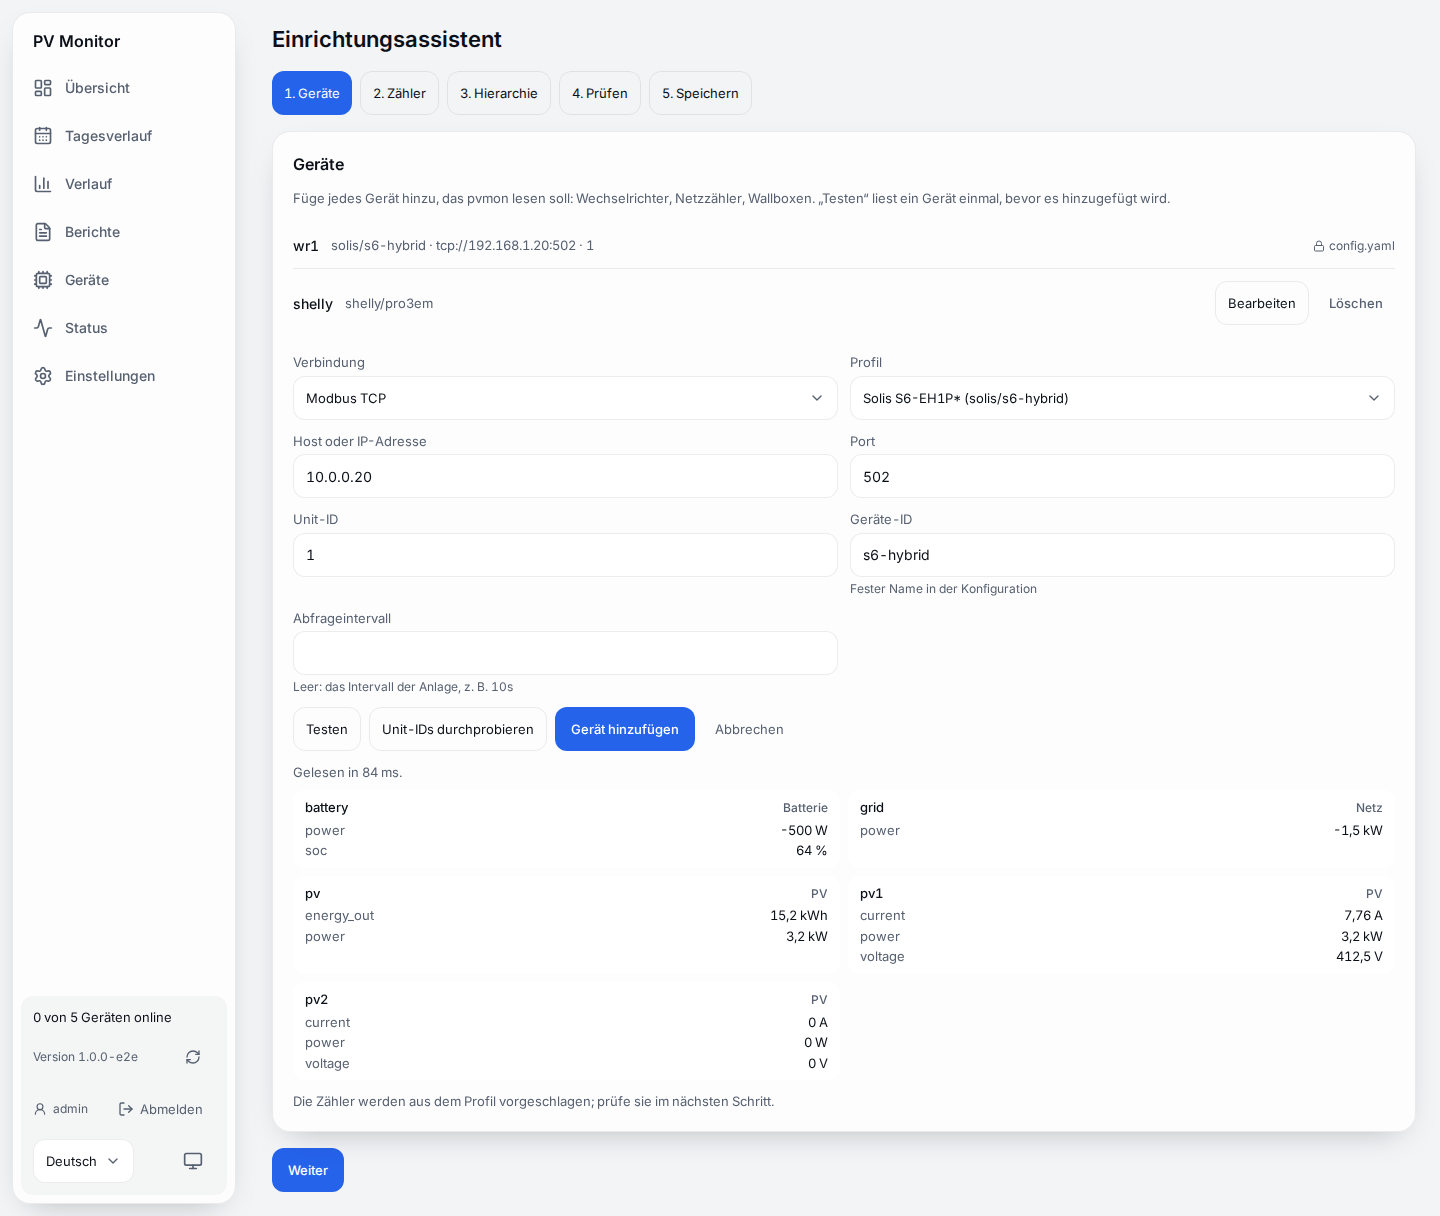 PV Monitor
Übersicht
Tagesverlauf
Verlauf
Berichte
Geräte
Status
Einstellungen
0 von 5 Geräten online
Version 1.0.0-e2e
admin
Abmelden
Deutsch
Einrichtungsassistent
1. Geräte
2. Zähler
3. Hierarchie
4. Prüfen
5. Speichern
Geräte
Füge jedes Gerät hinzu, das pvmon lesen soll: Wechselrichter, Netzzähler, Wallboxen. „Testen“ liest ein Gerät einmal, bevor es hinzugefügt wird.
wr1 solis/s6-hybrid · tcp://192.168.1.20:502 · 1 config.yaml
shelly shelly/pro3em Bearbeiten Löschen
Verbindung
Modbus TCP
Profil
Solis S6-EH1P* (solis/s6-hybrid)
Host oder IP-Adresse
10.0.0.20
Port
502
Unit-ID
1
Geräte-ID
s6-hybrid
Fester Name in der Konfiguration
Abfrageintervall
Leer: das Intervall der Anlage, z. B. 10s
Testen
Unit-IDs durchprobieren
Gerät hinzufügen
Abbrechen
Gelesen in 84 ms.
battery Batterie
power -500 W
soc 64 %
grid Netz
power -1,5 kW
pv PV
energy_out 15,2 kWh
power 3,2 kW
pv1 PV
current 7,76 A
power 3,2 kW
voltage 412,5 V
pv2 PV
current 0 A
power 0 W
voltage 0 V
Die Zähler werden aus dem Profil vorgeschlagen; prüfe sie im nächsten Schritt.
Weiter